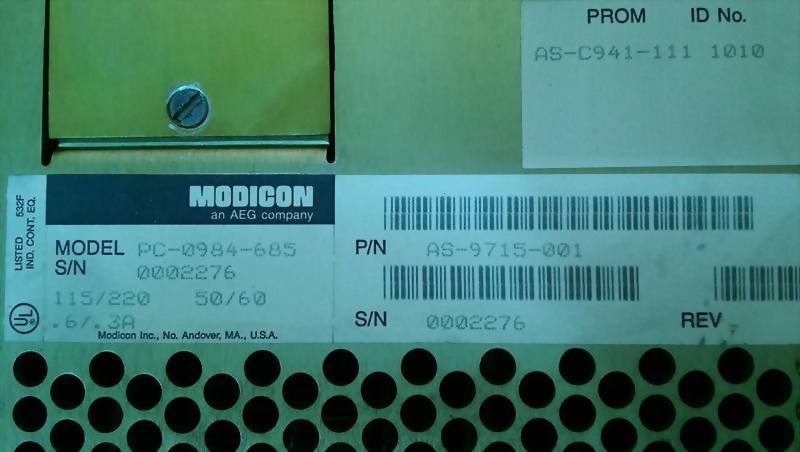 PROM ID No.
AS-C941-111 1010
LISTED 532F
IND. CONT. EQ.
UL
MODICON
an AEG company
MODEL PC-0984-685
S/N 0002276
115/220 50/60
.6/.3A
Modicon Inc., No. Andover, MA., U.S.A.
P/N AS-9715-001
S/N 0002276 REV